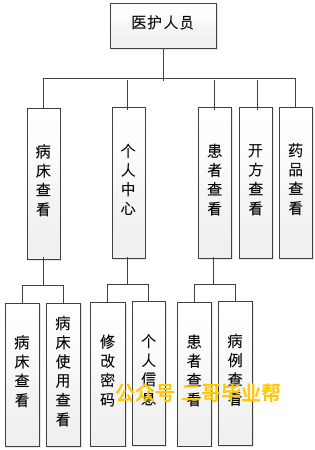 医护人员
病床查看
个人中心
患者查看
开方查看
药品查看
病床查看
病床使用查看
修改密码
个人信息
患者查看
病例查看
公众号 二哥毕业帮